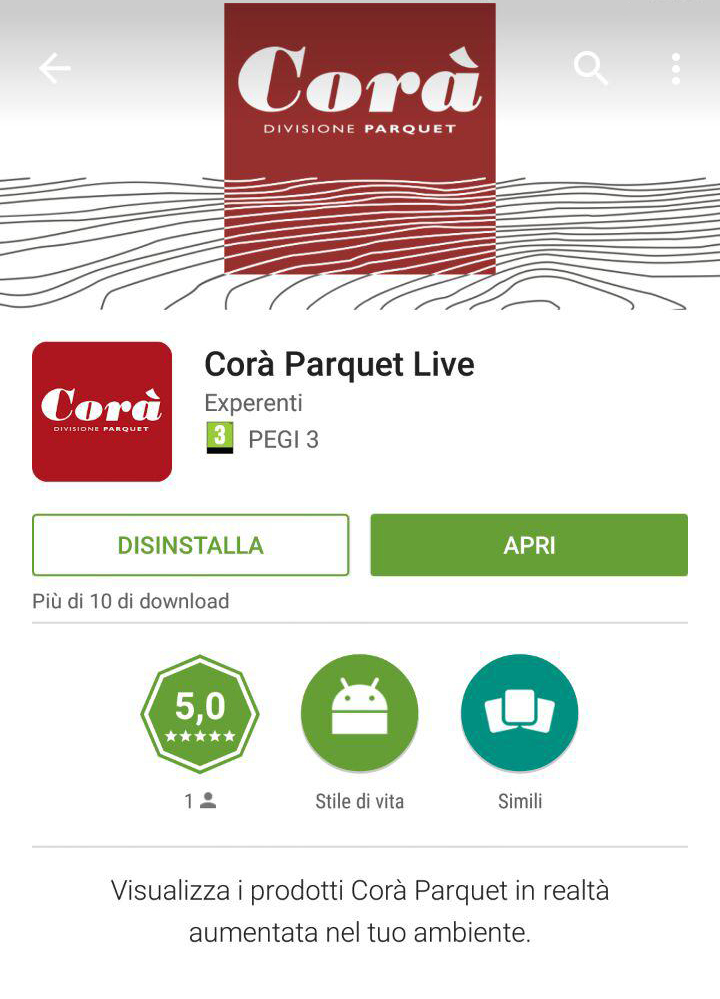 Corà
DIVISIONE PARQUET
Corà
DIVISIONE PARQUET
Corà Parquet Live
Experenti
3 PEGI 3
DISINSTALLA
APRI
Più di 10 di download
5,0
1
Stile di vita
Simili
Visualizza i prodotti Corà Parquet in realtà
aumentata nel tuo ambiente.